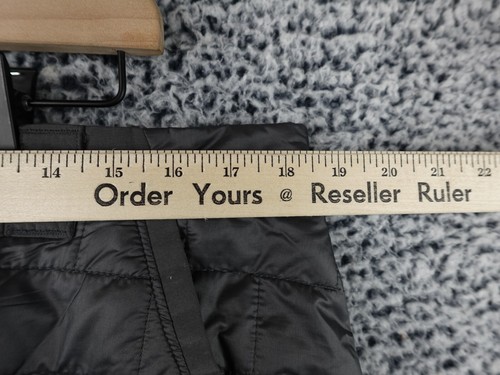 14 15 16 17 18 19 20 21 22
Order Yours @ Reseller Ruler